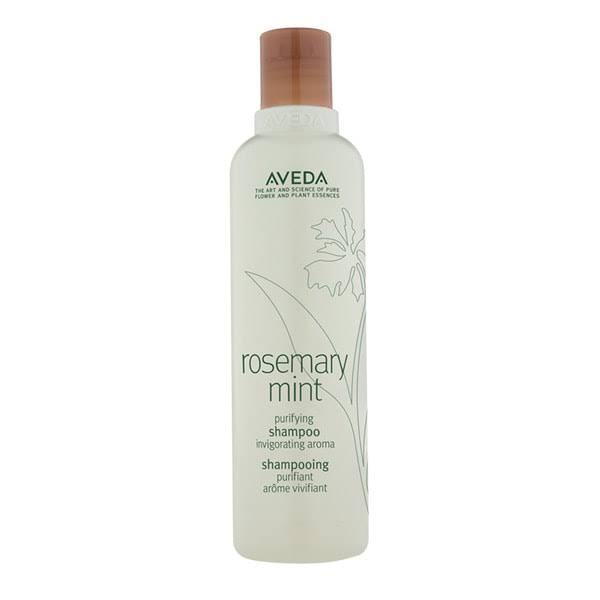 AVEDA
AVEDA
THE ART AND SCIENCE OF PURE
FLOWER AND PLANT ESSENCES
rosemary
mint
purifying
shampoo
invigorating aroma
shampooing
purifiant
arôme vivifiant